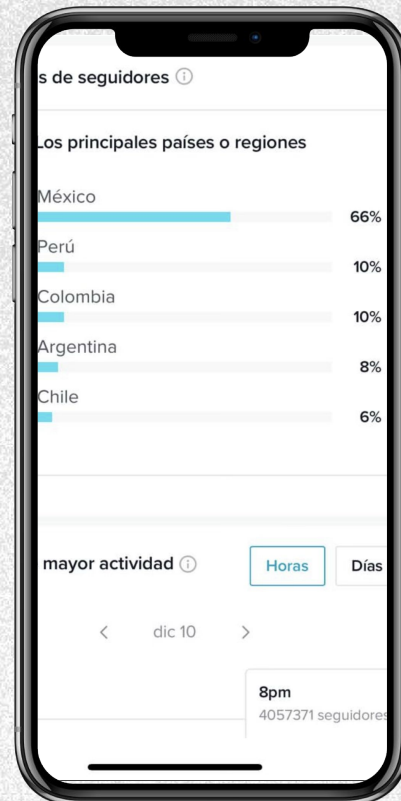 s de seguidores
Los principales países o regiones
México
66%
Perú
10%
Colombia
10%
Argentina
8%
Chile
6%
mayor actividad
Horas
Días
dic 10
8pm
4057371 seguidores